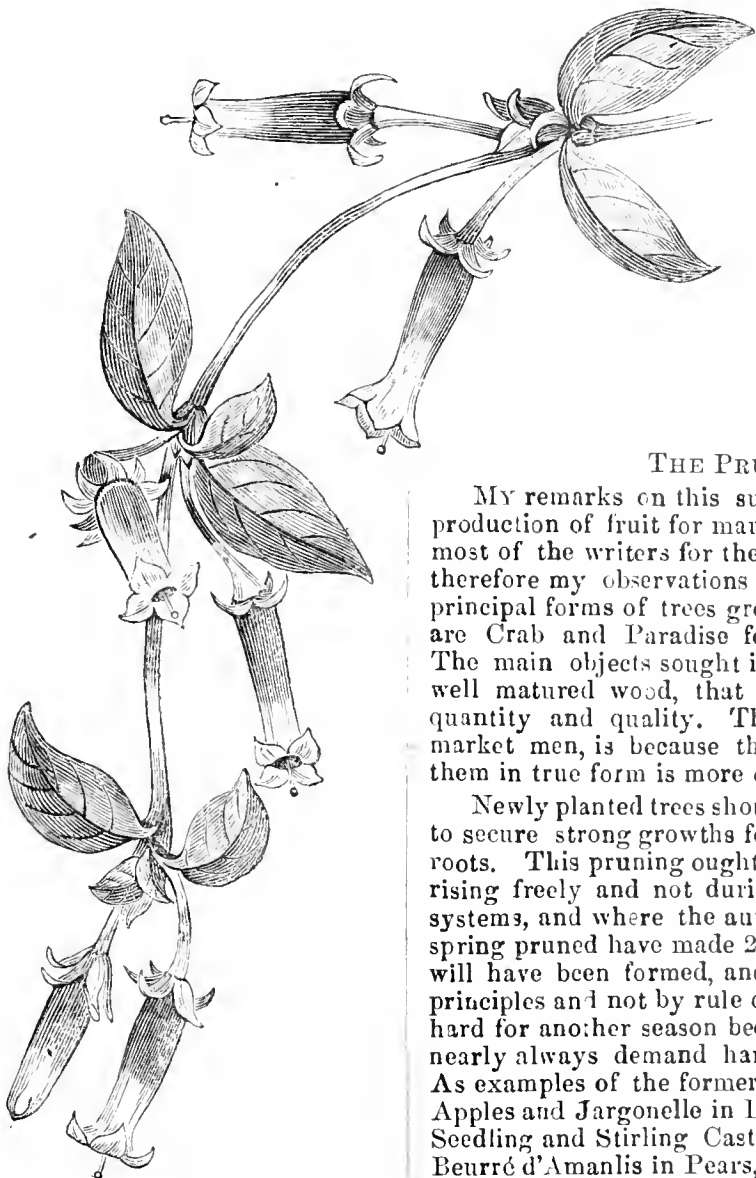 THE PRU
MY remarks on this su
production of fruit for mar
most of the writers for the
therefore my observations
principal forms of trees gro
are Crab and Paradise fo
The main objects sought i
well matured wood, that
quantity and quality. Th
market men, is because th
them in true form is more
Newly planted trees shou
to secure strong growths fo
roots. This pruning ought
rising freely and not duri
systems, and where the au
spring pruned have made 2
will have been formed, and
principles and not by rule o
hard for another season bec
nearly always demand har
As examples of the former
Apples and Jargonelle in
Seedling and Stirling Cast
Beurré d'Amanlis in Pears,